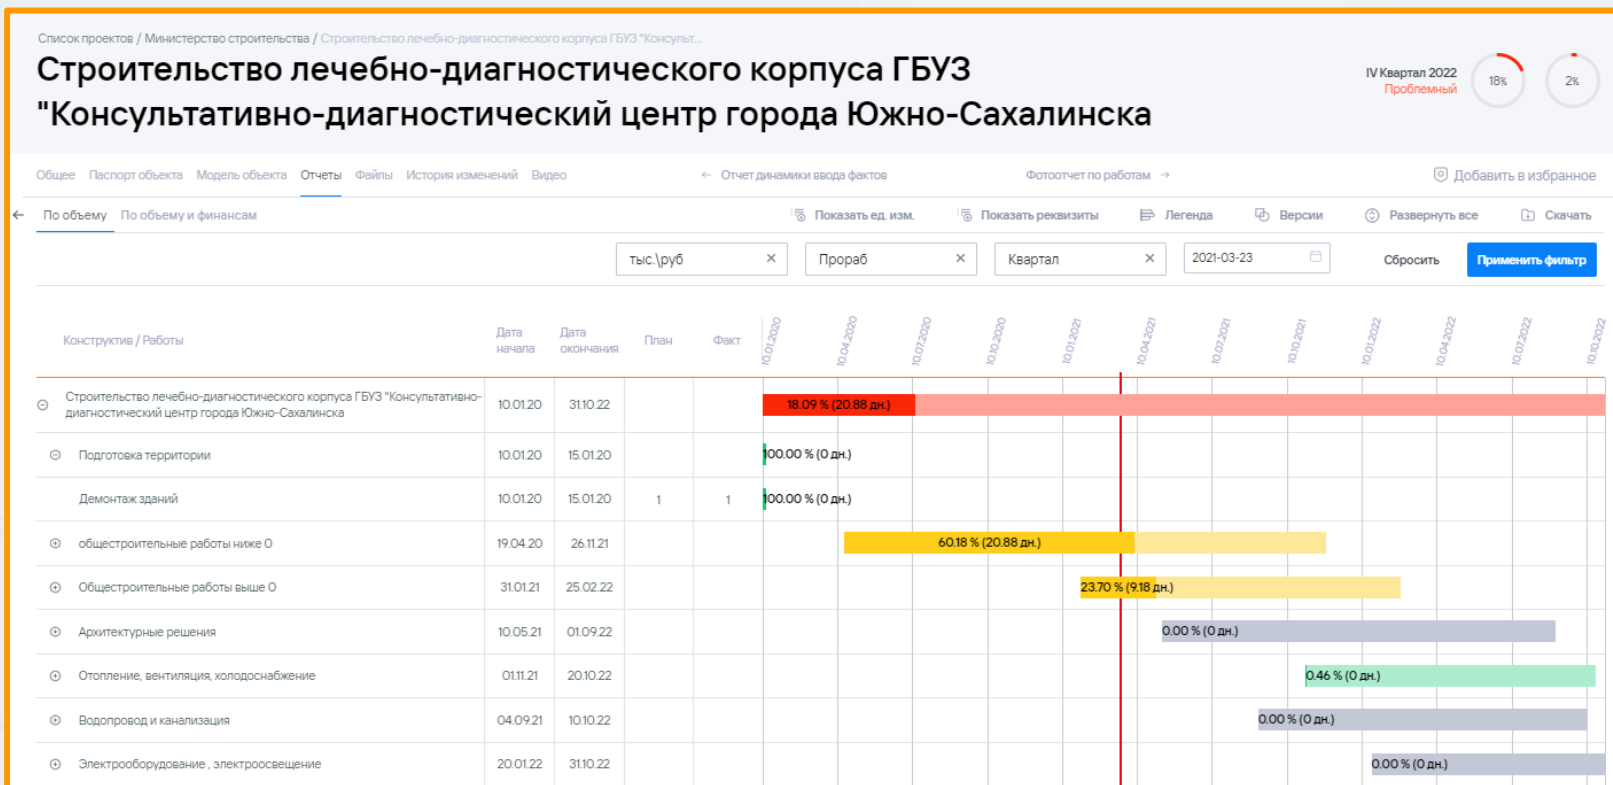 Список проектов / Министерство строительства / Строительство лечебно-диагностического корпуса ГБУЗ "Консульт...
Строительство лечебно-диагностического корпуса ГБУЗ
"Консультативно-диагностический центр города Южно-Сахалинска
IV Квартал 2022
Проблемный
18%
2%
Общее Паспорт объекта Модель объекта Отчеты Файлы История изменений Видео
← Отчет динамики ввода фактов
Фотоотчет по работам →
Добавить в избранное
← По объему По объему и финансам
Показать ед. изм. Показать реквизиты Легенда Версии Развернуть все Скачать
тыс.\руб ✕ Прораб ✕ Квартал ✕ 2021-03-23 Сбросить Применить фильтр
Конструктив / Работы
Дата
начала
Дата
окончания
План
Факт
10.01.2020 10.04.2020 10.07.2020 10.10.2020 10.01.2021 10.04.2021 10.07.2021 10.10.2021 10.01.2022 10.04.2022 10.07.2022 10.10.2022
Строительство лечебно-диагностического корпуса ГБУЗ "Консультативно-
диагностический центр города Южно-Сахалинска
10.01.20 31.10.22 18.09 % (20.88 дн.)
Подготовка территории 10.01.20 15.01.20 100.00 % (0 дн.)
Демонтаж зданий 10.01.20 15.01.20 1 1 100.00 % (0 дн.)
общестроительные работы ниже 0 19.04.20 26.11.21 60.18 % (20.88 дн.)
Общестроительные работы выше 0 31.01.21 25.02.22 23.70 % (9.18 дн.)
Архитектурные решения 10.05.21 01.09.22 0.00 % (0 дн.)
Отопление, вентиляция, холодоснабжение 01.11.21 20.10.22 0.46 % (0 дн.)
Водопровод и канализация 04.09.21 10.10.22 0.00 % (0 дн.)
Электрооборудование , электроосвещение 20.01.22 31.10.22 0.00 % (0 дн.)